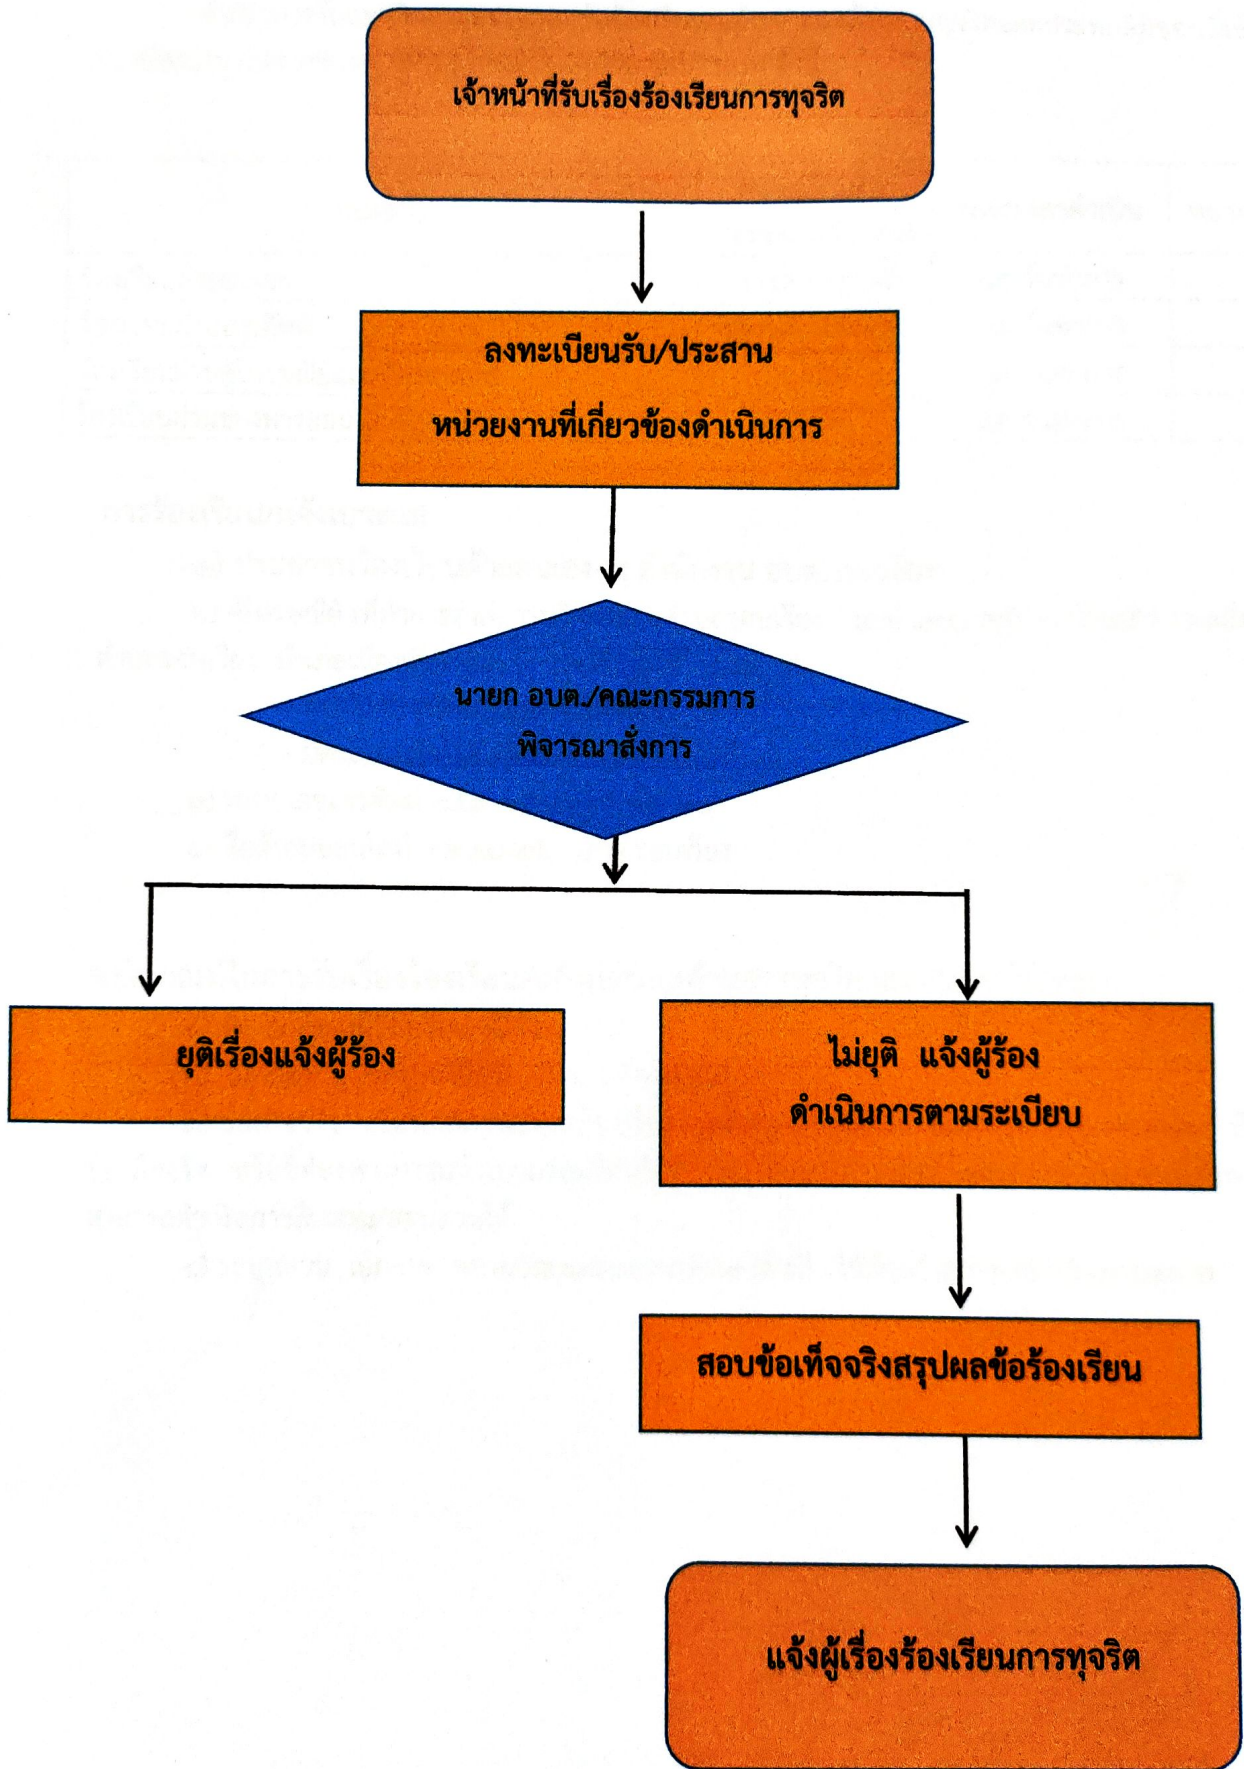 เจ้าหน้าที่รับเรื่องร้องเรียนการทุจริต
ลงทะเบียนรับ/ประสาน
หน่วยงานที่เกี่ยวข้องดำเนินการ
นายก อบต./คณะกรรมการ
พิจารณาสั่งการ
ยุติเรื่องแจ้งผู้ร้อง
ไม่ยุติ แจ้งผู้ร้อง
ดำเนินการตามระเบียบ
สอบข้อเท็จจริงสรุปผลข้อร้องเรียน
แจ้งผู้เรื่องร้องเรียนการทุจริต